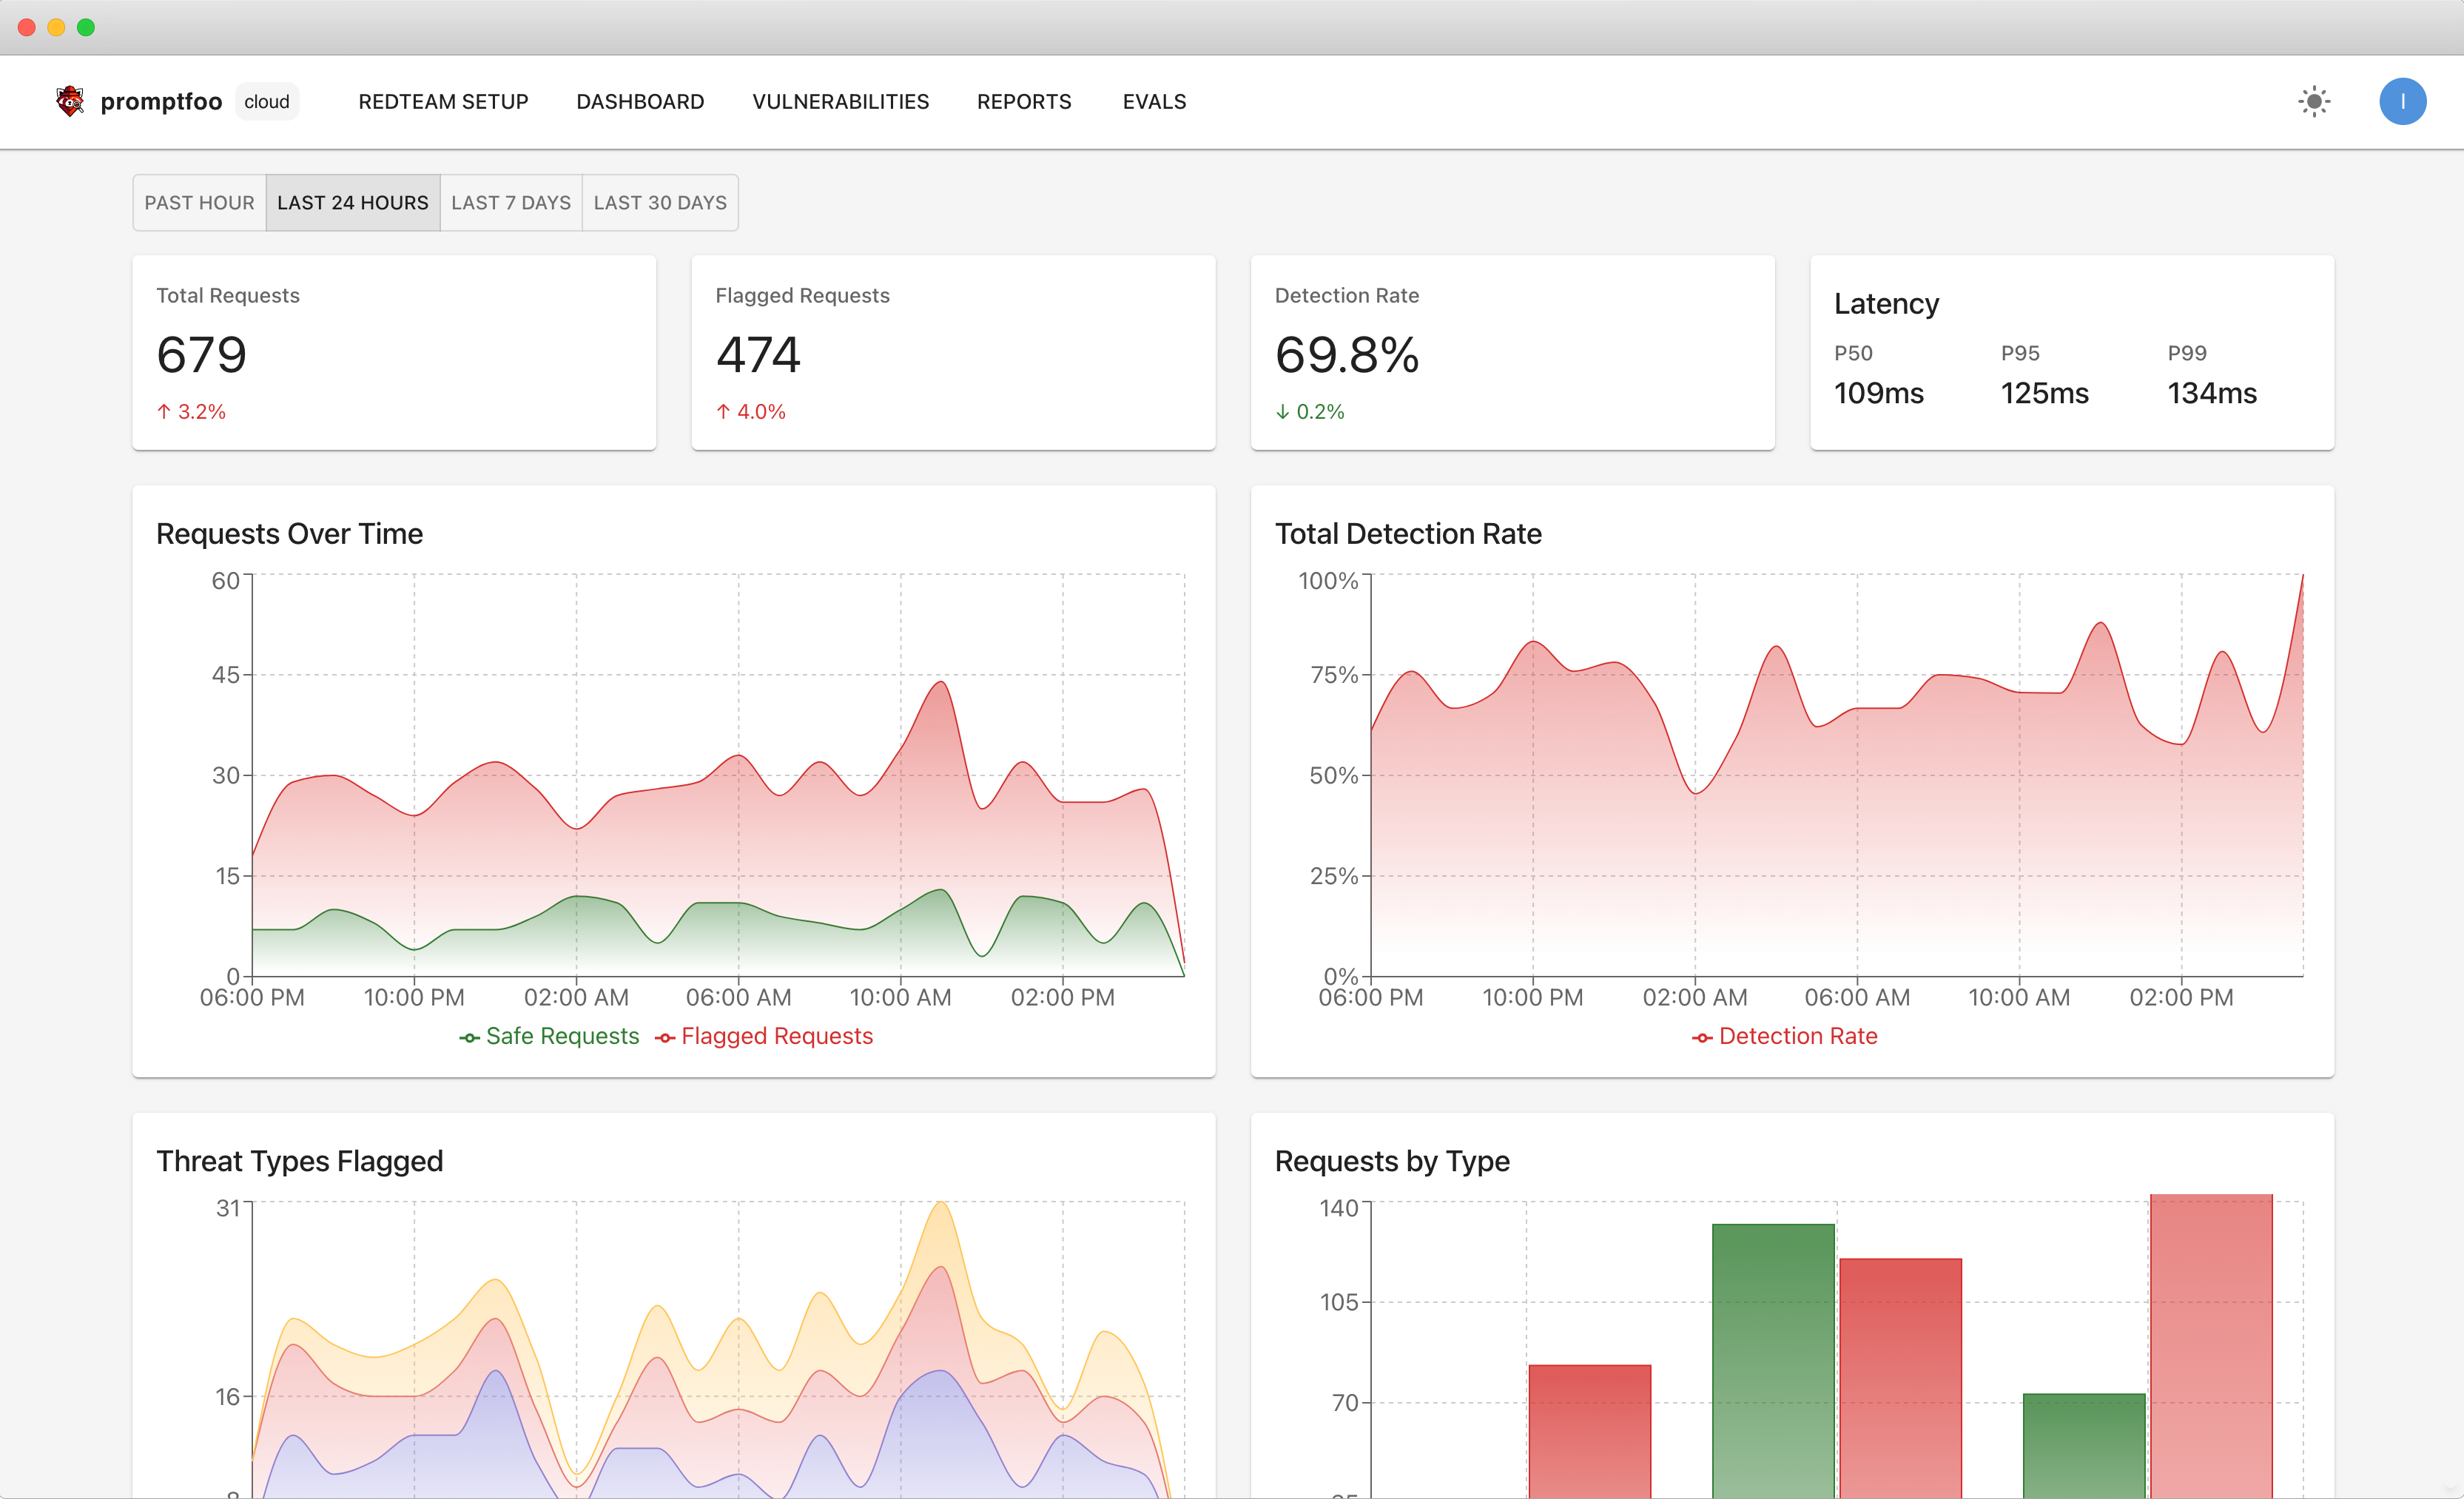 promptfoo cloud REDTEAM SETUP DASHBOARD VULNERABILITIES REPORTS EVALS I
PAST HOUR LAST 24 HOURS LAST 7 DAYS LAST 30 DAYS
Total Requests
679
↑ 3.2%
Flagged Requests
474
↑ 4.0%
Detection Rate
69.8%
↓ 0.2%
Latency
P50 P95 P99
109ms 125ms 134ms
Requests Over Time
60
45
30
15
0
06:00 PM 10:00 PM 02:00 AM 06:00 AM 10:00 AM 02:00 PM
Safe Requests Flagged Requests
Total Detection Rate
100%
75%
50%
25%
0%
06:00 PM 10:00 PM 02:00 AM 06:00 AM 10:00 AM 02:00 PM
Detection Rate
Threat Types Flagged
31
16
Requests by Type
140
105
70